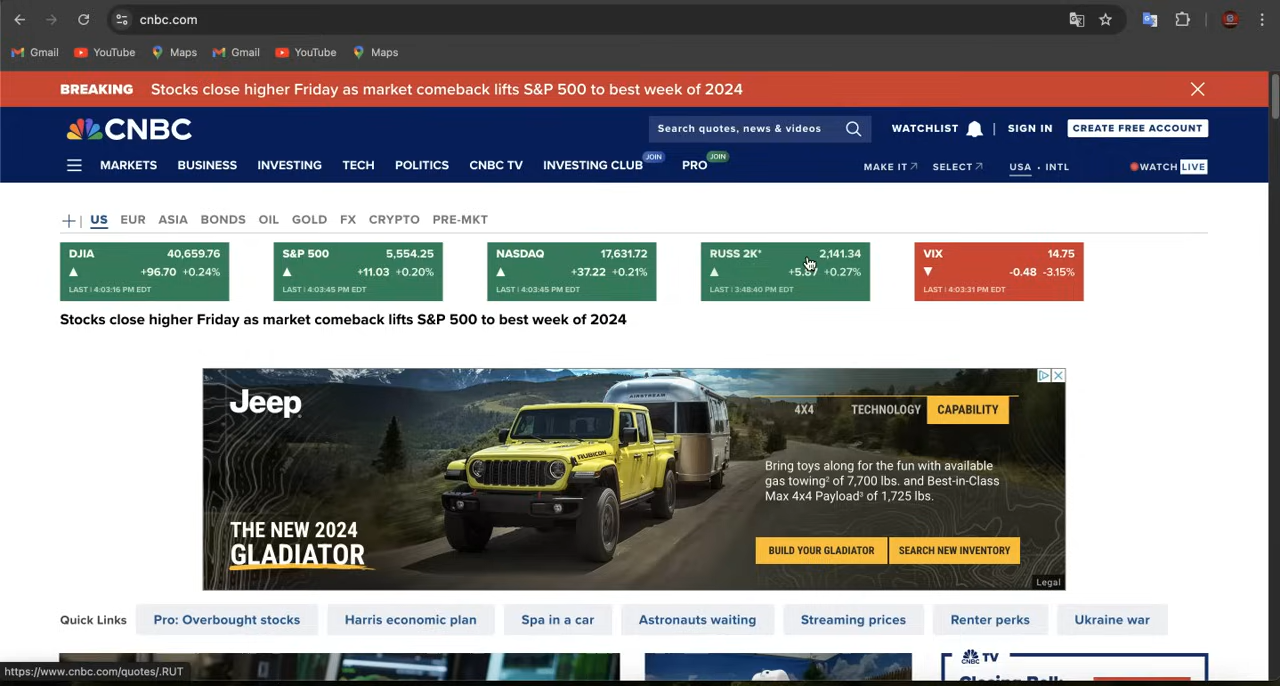 cnbc.com
Gmail YouTube Maps Gmail YouTube Maps
BREAKING Stocks close higher Friday as market comeback lifts S&P 500 to best week of 2024
CNBC
Search quotes, news & videos
WATCHLIST | SIGN IN CREATE FREE ACCOUNT
MARKETS BUSINESS INVESTING TECH POLITICS CNBC TV INVESTING CLUB JOIN PRO JOIN
MAKE IT SELECT USA • INTL WATCH LIVE
+ | US EUR ASIA BONDS OIL GOLD FX CRYPTO PRE-MKT
DJIA 40,659.76
+96.70 +0.24%
LAST | 4:03:16 PM EDT
S&P 500 5,554.25
+11.03 +0.20%
LAST | 4:03:45 PM EDT
NASDAQ 17,631.72
+37.22 +0.21%
LAST | 4:03:45 PM EDT
RUSS 2K* 2,141.34
+0.27%
LAST | 3:48:40 PM EDT
VIX 14.75
-0.48 -3.15%
LAST | 4:03:31 PM EDT
Stocks close higher Friday as market comeback lifts S&P 500 to best week of 2024
Jeep
AIRSTREAM
RUBICON
THE NEW 2024
GLADIATOR
4X4 TECHNOLOGY CAPABILITY
Bring toys along for the fun with available
gas towing² of 7,700 lbs. and Best-in-Class
Max 4x4 Payload³ of 1,725 lbs.
BUILD YOUR GLADIATOR SEARCH NEW INVENTORY
Legal
Quick Links Pro: Overbought stocks Harris economic plan Spa in a car Astronauts waiting Streaming prices Renter perks Ukraine war
CNBC TV
Closing Bell:
https://www.cnbc.com/quotes/.RUT